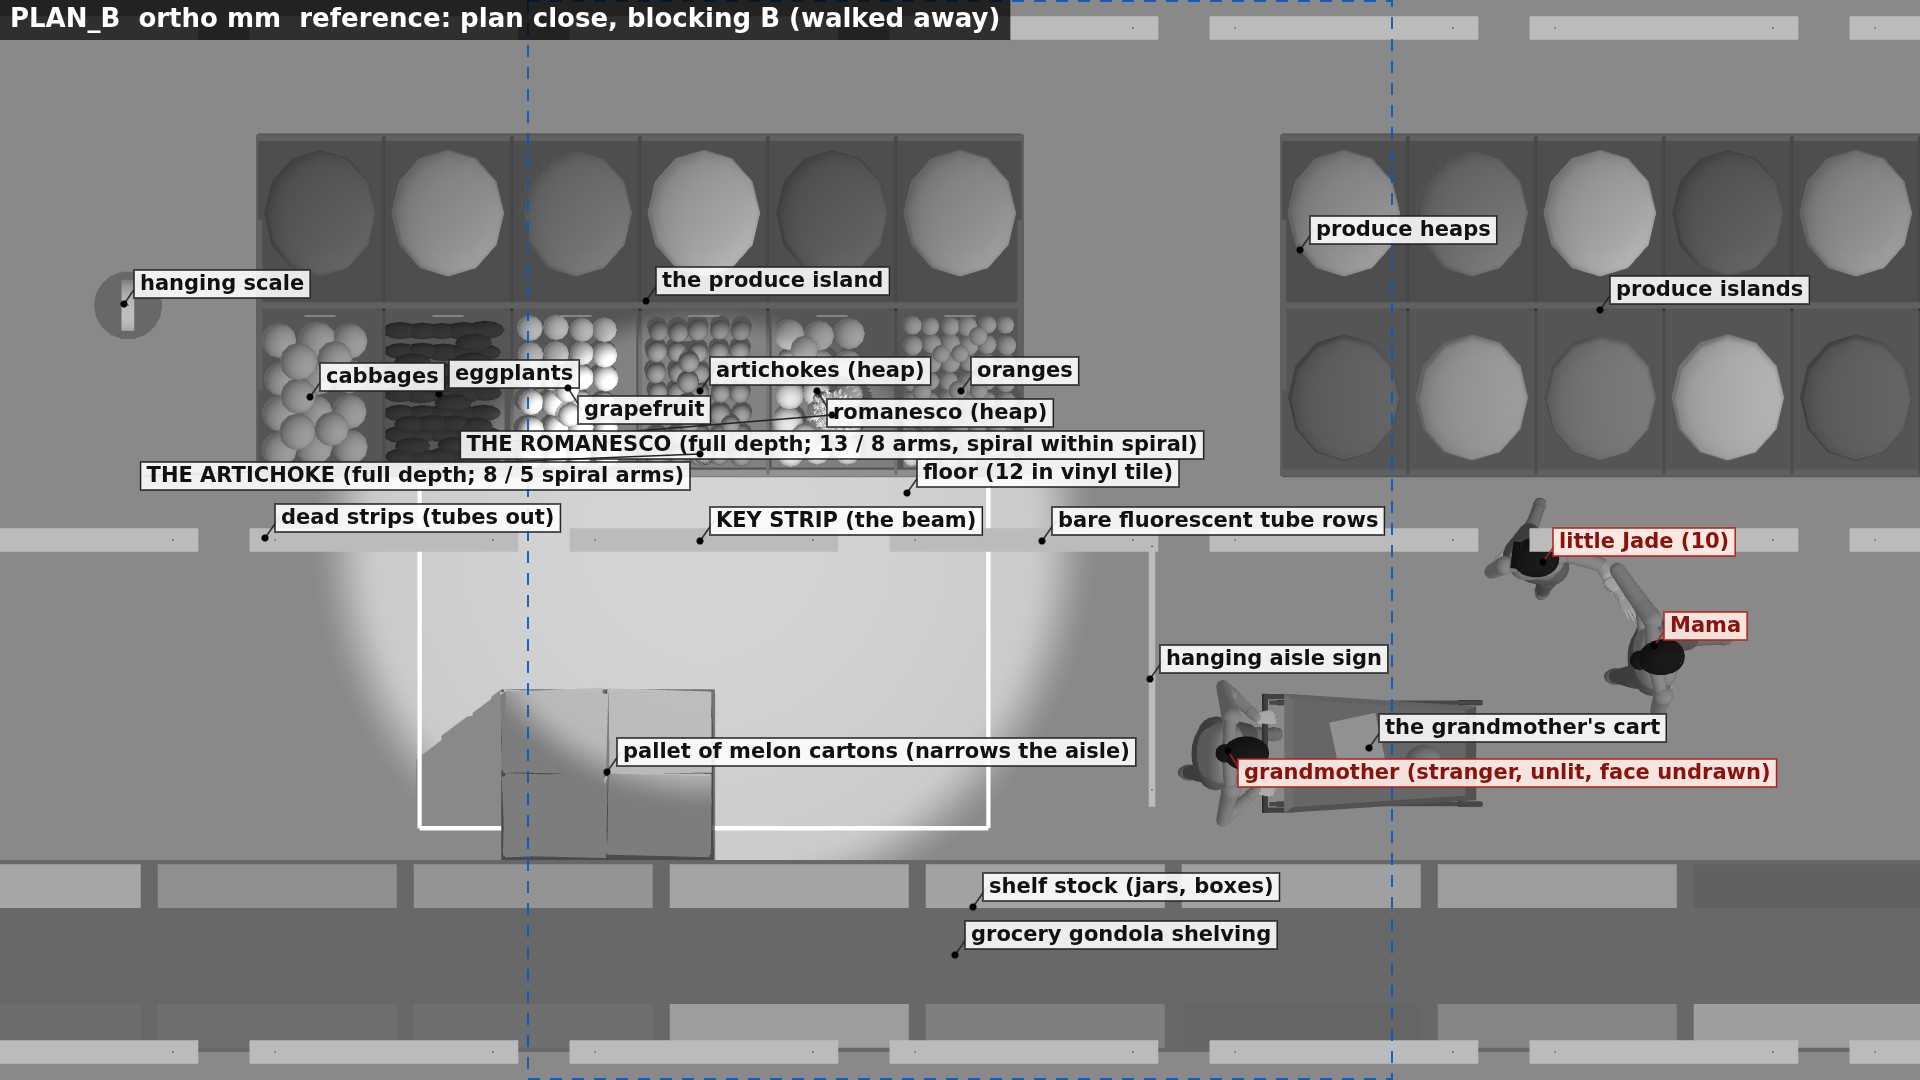 PLAN_B ortho mm reference: plan close, blocking B (walked away)
produce heaps
hanging scale
the produce island
produce islands
cabbages
eggplants
artichokes (heap)
oranges
grapefruit
romanesco (heap)
THE ROMANESCO (full depth; 13 / 8 arms, spiral within spiral)
THE ARTICHOKE (full depth; 8 / 5 spiral arms)
floor (12 in vinyl tile)
dead strips (tubes out)
KEY STRIP (the beam)
bare fluorescent tube rows
little Jade (10)
Mama
hanging aisle sign
the grandmother's cart
pallet of melon cartons (narrows the aisle)
grandmother (stranger, unlit, face undrawn)
shelf stock (jars, boxes)
grocery gondola shelving